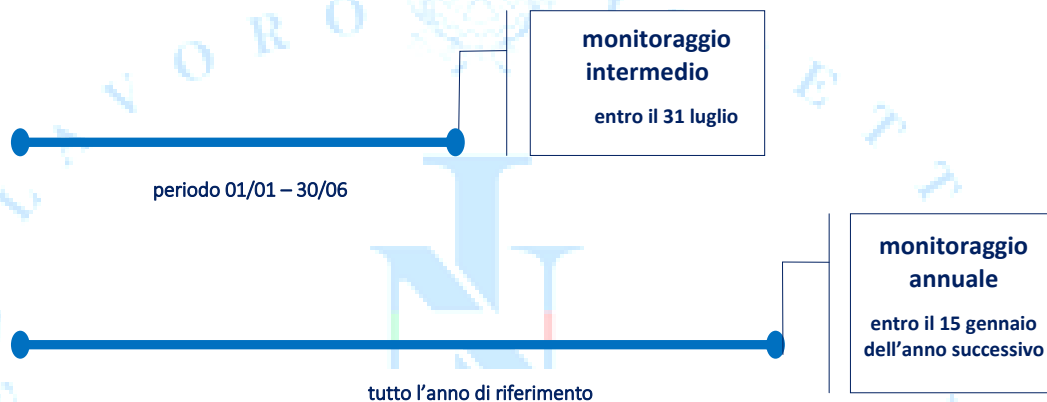 monitoraggio
intermedio
entro il 31 luglio
periodo 01/01 – 30/06
monitoraggio
annuale
entro il 15 gennaio
dell'anno successivo
tutto l'anno di riferimento